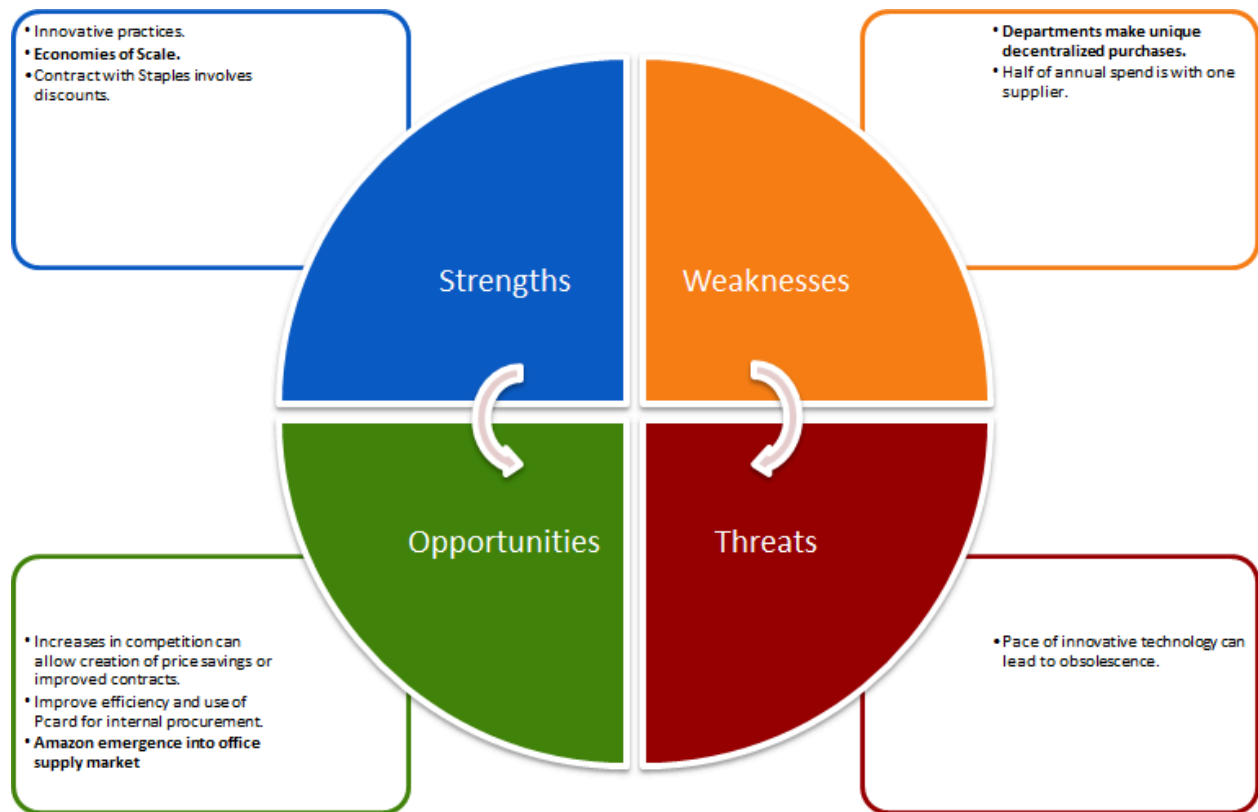 • Innovative practices.
• Economies of Scale.
• Contract with Staples involves
discounts.
• Departments make unique
decentralized purchases.
• Half of annual spend is with one
supplier.
Strengths
Weaknesses
Opportunities
Threats
• Increases in competition can
allow creation of price savings or
improved contracts.
• Improve efficiency and use of
Pcard for internal procurement.
• Amazon emergence into office
supply market
• Pace of innovative technology can
lead to obsolescence.